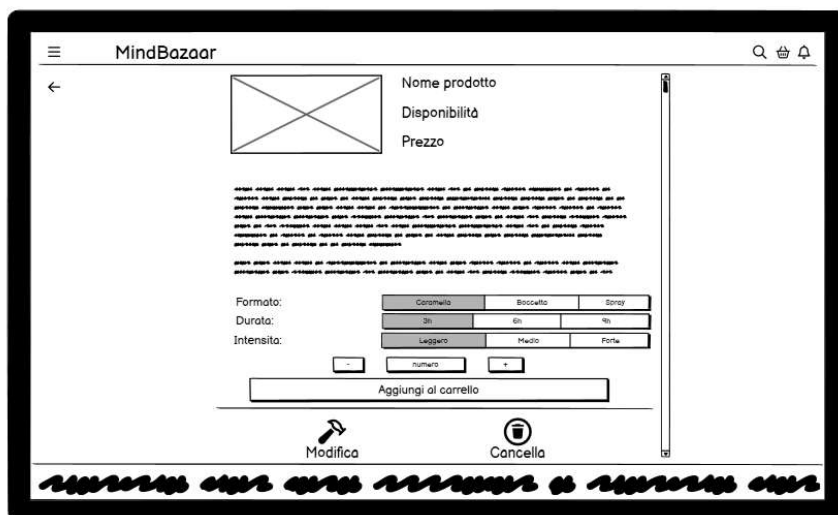 MindBazaar
Nome prodotto
Disponibilità
Prezzo
Formato: Caramella Boccetta Spray
Durata: 3h 6h 9h
Intensita: Leggero Medio Forte
- numero +
Aggiungi al carrello
Modifica Cancella